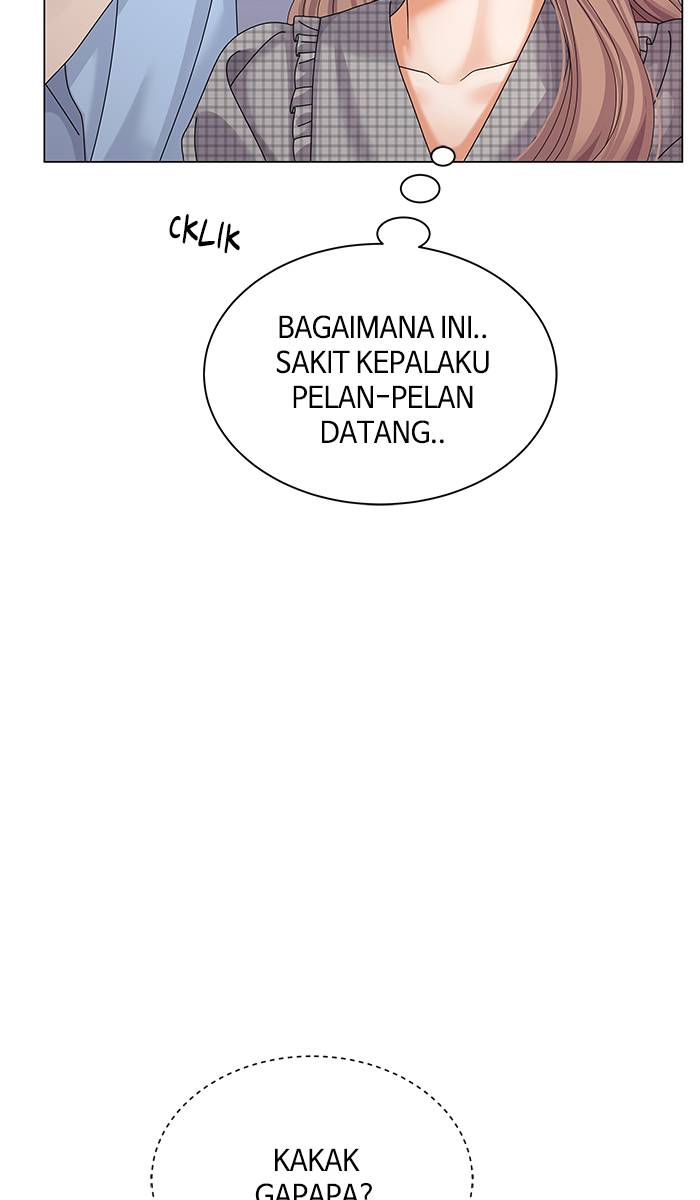 CKLIK
BAGAIMANA INI..
SAKIT KEPALAKU
PELAN-PELAN
DATANG..
KAKAK
GAPAPA?